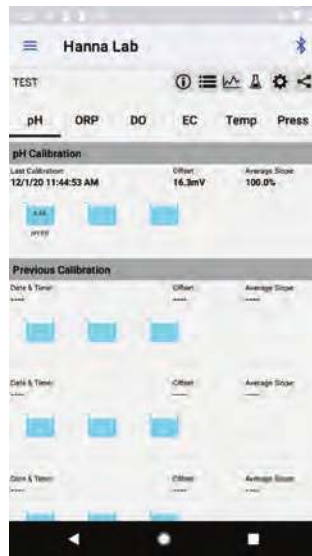 Hanna Lab
TEST
pH ORP DO EC Temp Press
pH Calibration
Last Calibration: Offset: Average Slope:
12/1/20 11:44:53 AM 16.3mV 100.0%
Previous Calibration
Date & Time: Offset: Average Slope:
---- ---- ----
Date & Time: Offset: Average Slope:
---- ---- ----
Date & Time: Offset: Average Slope:
---- ---- ----